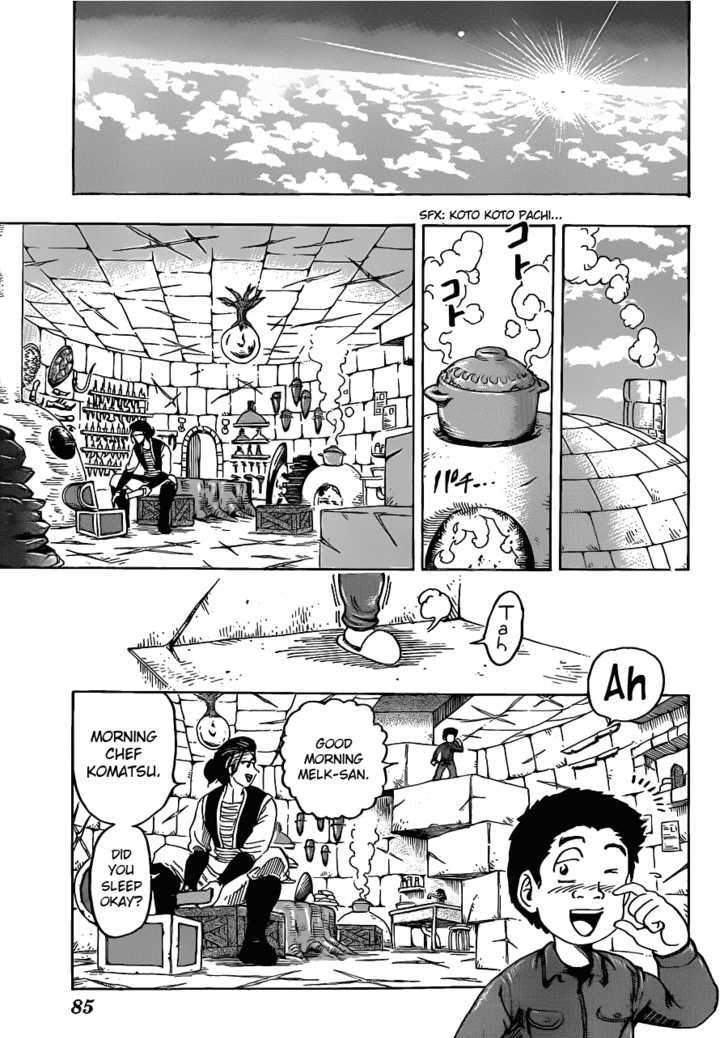 SFX: KOTO KOTO PACHI...
コト
コト
パチ...
Tah
Ah
GOOD
MORNING
MELK-SAN.
MORNING
CHEF
KOMATSU.
DID
YOU
SLEEP
OKAY?
85